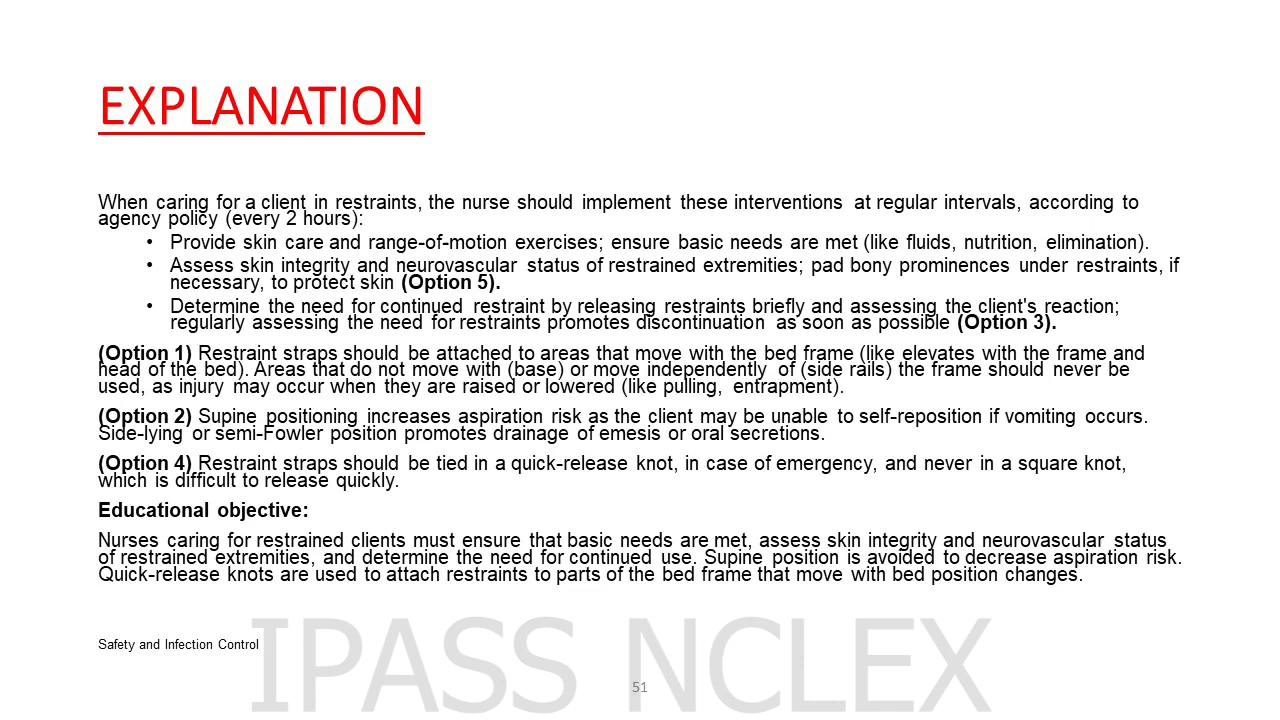 EXPLANATION
When caring for a client in restraints, the nurse should implement these interventions at regular intervals, according to
agency policy (every 2 hours):
• Provide skin care and range-of-motion exercises; ensure basic needs are met (like fluids, nutrition, elimination).
• Assess skin integrity and neurovascular status of restrained extremities; pad bony prominences under restraints, if
necessary, to protect skin (Option 5).
• Determine the need for continued restraint by releasing restraints briefly and assessing the client's reaction;
regularly assessing the need for restraints promotes discontinuation as soon as possible (Option 3).
(Option 1) Restraint straps should be attached to areas that move with the bed frame (like elevates with the frame and
head of the bed). Areas that do not move with (base) or move independently of (side rails) the frame should never be
used, as injury may occur when they are raised or lowered (like pulling, entrapment).
(Option 2) Supine positioning increases aspiration risk as the client may be unable to self-reposition if vomiting occurs.
Side-lying or semi-Fowler position promotes drainage of emesis or oral secretions.
(Option 4) Restraint straps should be tied in a quick-release knot, in case of emergency, and never in a square knot,
which is difficult to release quickly.
Educational objective:
Nurses caring for restrained clients must ensure that basic needs are met, assess skin integrity and neurovascular status
of restrained extremities, and determine the need for continued use. Supine position is avoided to decrease aspiration risk.
Quick-release knots are used to attach restraints to parts of the bed frame that move with bed position changes.
Safety and Infection Control
IPASS NCLEX
51